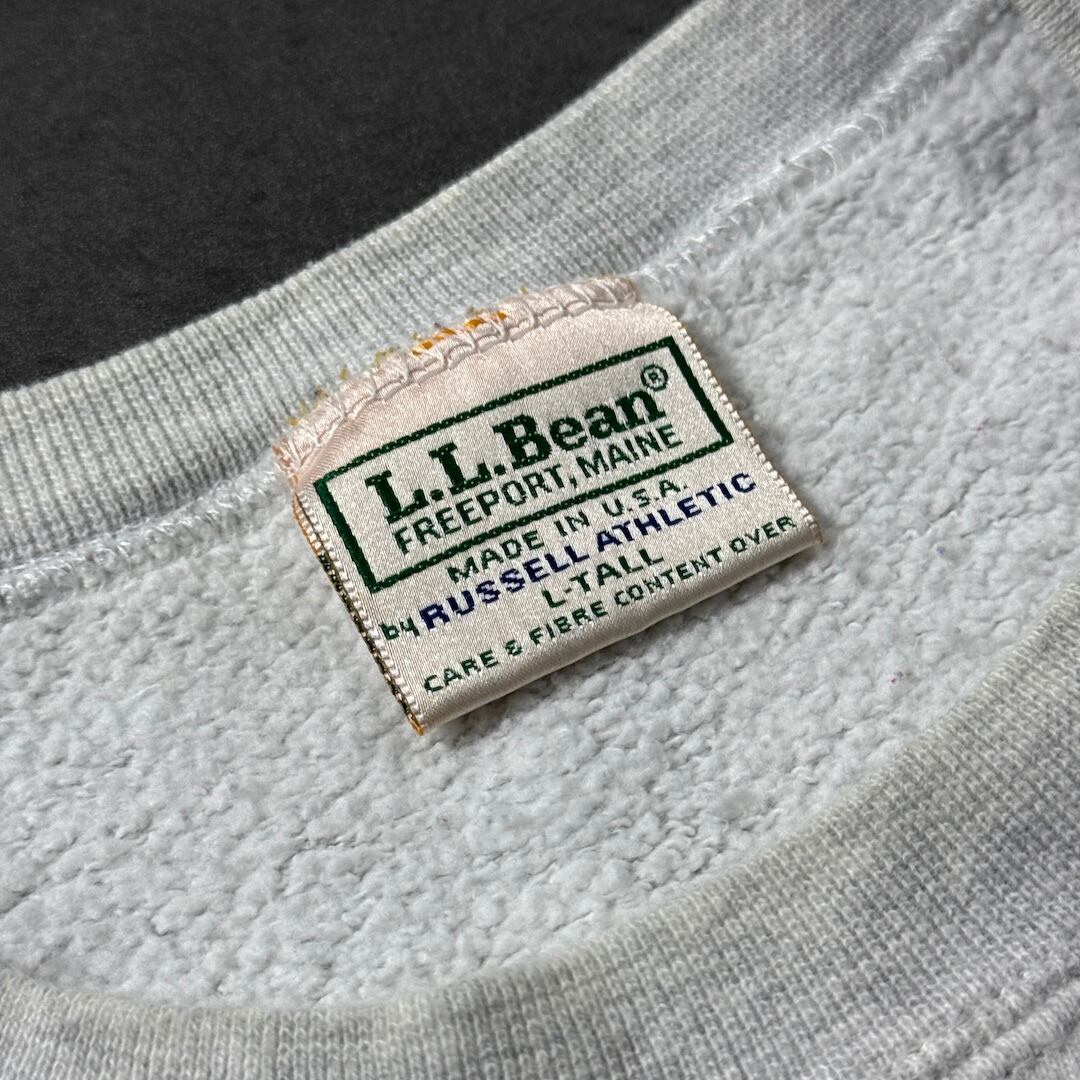 L.L.Bean®
FREEPORT, MAINE
MADE IN U.S.A.
by RUSSELL ATHLETIC
L-TALL
CARE & FIBRE CONTENT OVER